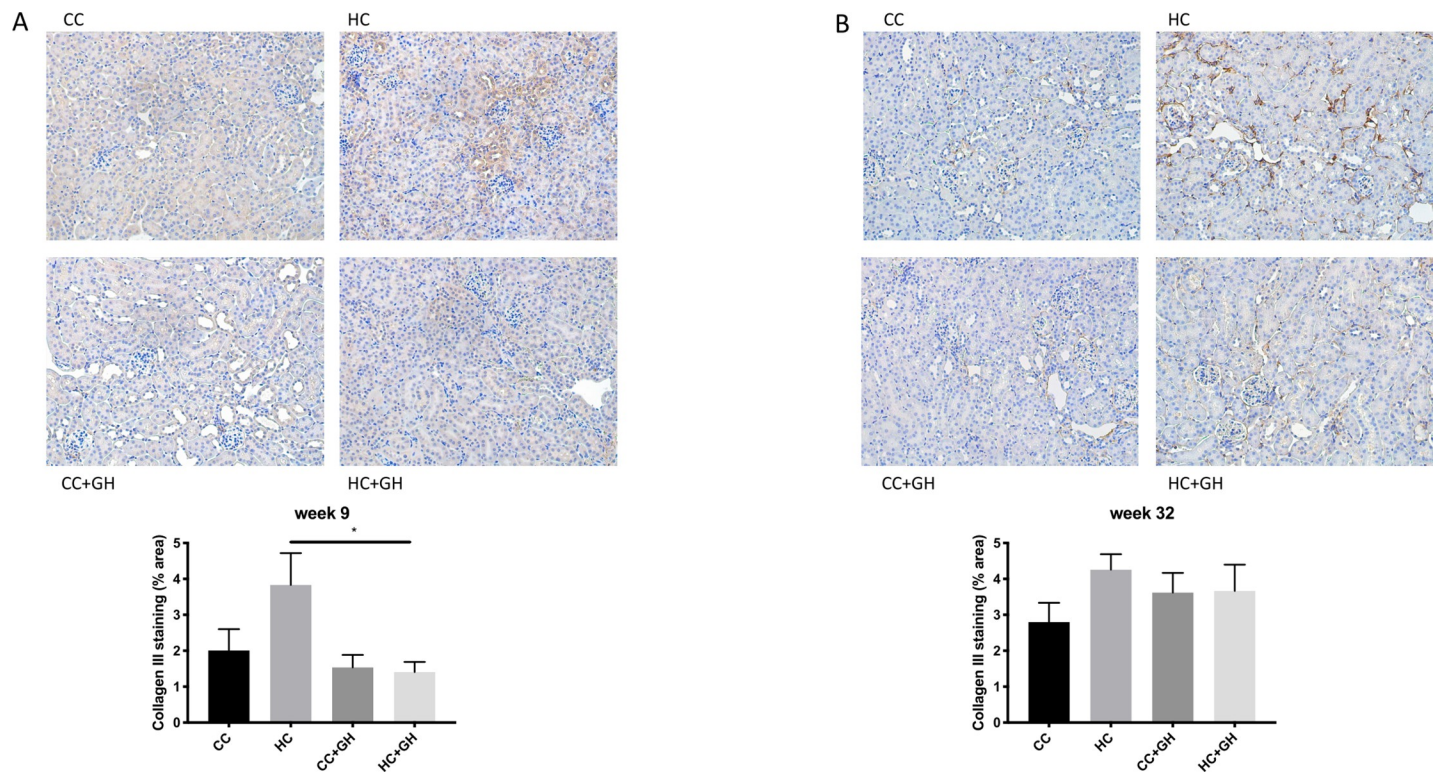 A
CC
HC
CC+GH
HC+GH
week 9
*
Collagen III staining (% area)
5
4
3
2
1
0
CC
HC
CC+GH
HC+GH
B
CC
HC
CC+GH
HC+GH
week 32
Collagen III staining (% area)
5
4
3
2
1
0
CC
HC
CC+GH
HC+GH